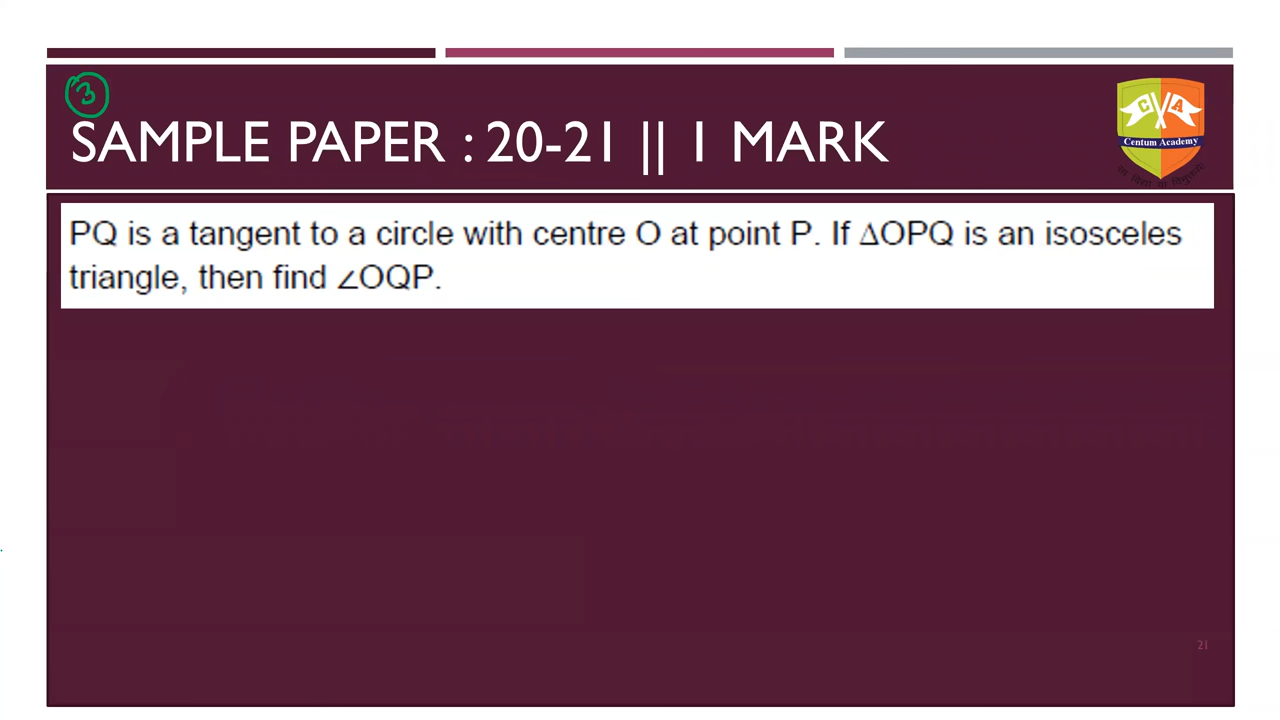 3
SAMPLE PAPER : 20-21 || 1 MARK
C A
Centum Academy
PQ is a tangent to a circle with centre O at point P. If ΔOPQ is an isosceles
triangle, then find ∠OQP.
21